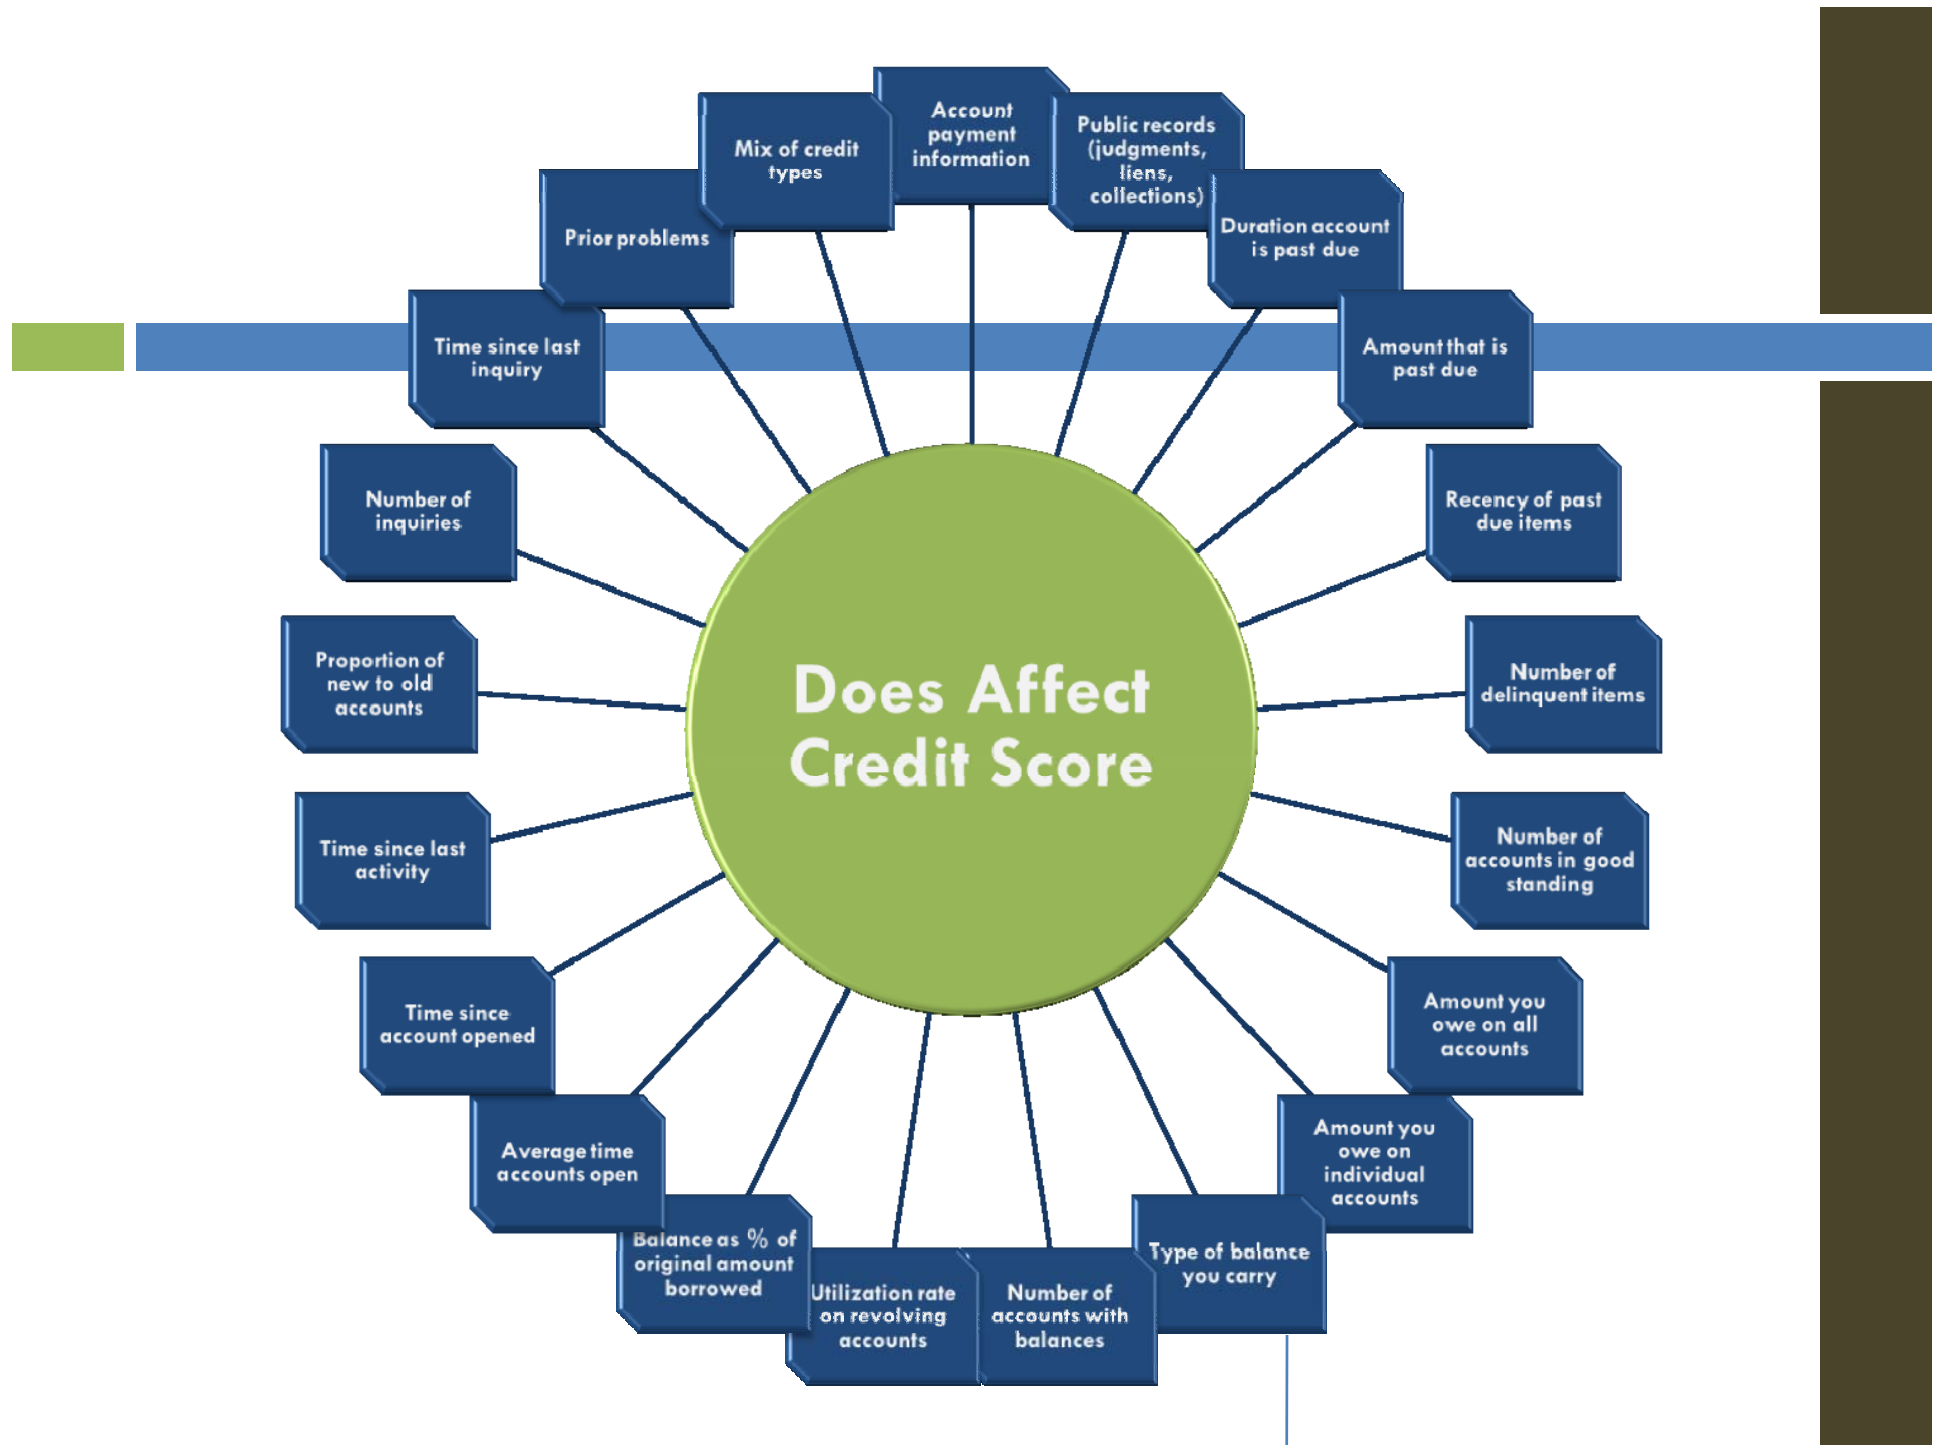 Account
payment
information
Public records
(judgments,
liens,
collections)
Duration account
is past due
Amount that is
past due
Recency of past
due items
Number of
delinquent items
Number of
accounts in good
standing
Amount you
owe on all
accounts
Amount you
owe on
individual
accounts
Type of balance
you carry
Number of
accounts with
balances
Utilization rate
on revolving
accounts
Balance as % of
original amount
borrowed
Average time
accounts open
Time since
account opened
Time since last
activity
Proportion of
new to old
accounts
Number of
inquiries
Time since last
inquiry
Prior problems
Mix of credit
types
Does Affect
Credit Score